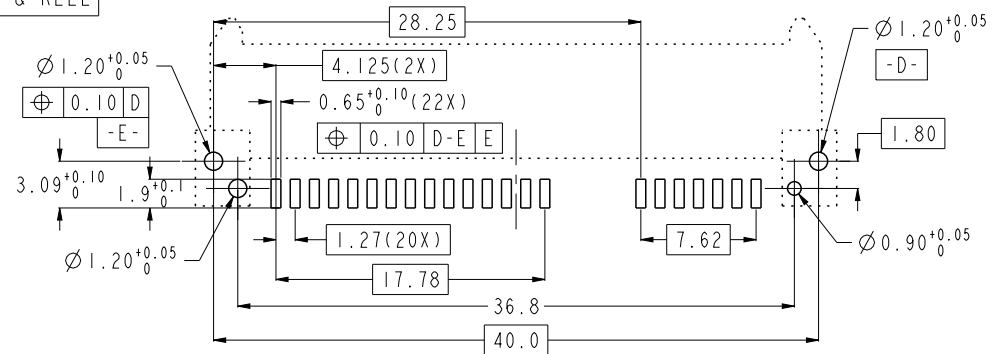 & REEL
28.25
Ø1.20 +0.05 0
-D-
Ø1.20 +0.05 0
4.125(2X)
⌖ 0.10 D
-E-
0.65 +0.10 0 (22X)
⌖ 0.10 D-E E
1.80
3.09 +0.10 0
1.9 +0.1 0
1.27(20X)
7.62
Ø1.20 +0.05 0
Ø0.90 +0.05 0
17.78
36.8
40.0